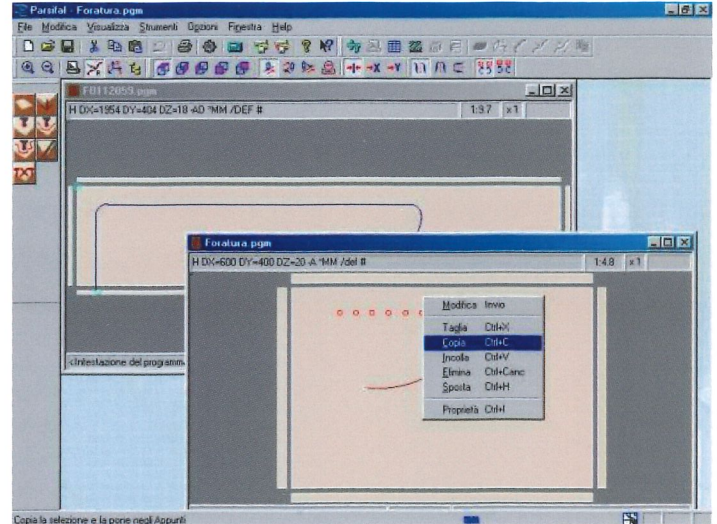 Parsifal - Foratura.pgm
File Modifica Visualizza Strumenti Opzioni Finestra Help
F0112059.pgm
H DX=1954 DY=404 DZ=18 -AD *MM /DEF #
1:9.7 x1
Foratura.pgm
H DX=600 DY=400 DZ=20 -A *MM /def #
1:4.8 x1
Modifica Invio
Taglia Ctrl+X
Copia Ctrl+C
Incolla Ctrl+V
Elimina Ctrl+Canc
Sposta Ctrl+H
Proprietà Ctrl+I
<Intestazione del programm
Copia la selezione e la pone negli Appunti